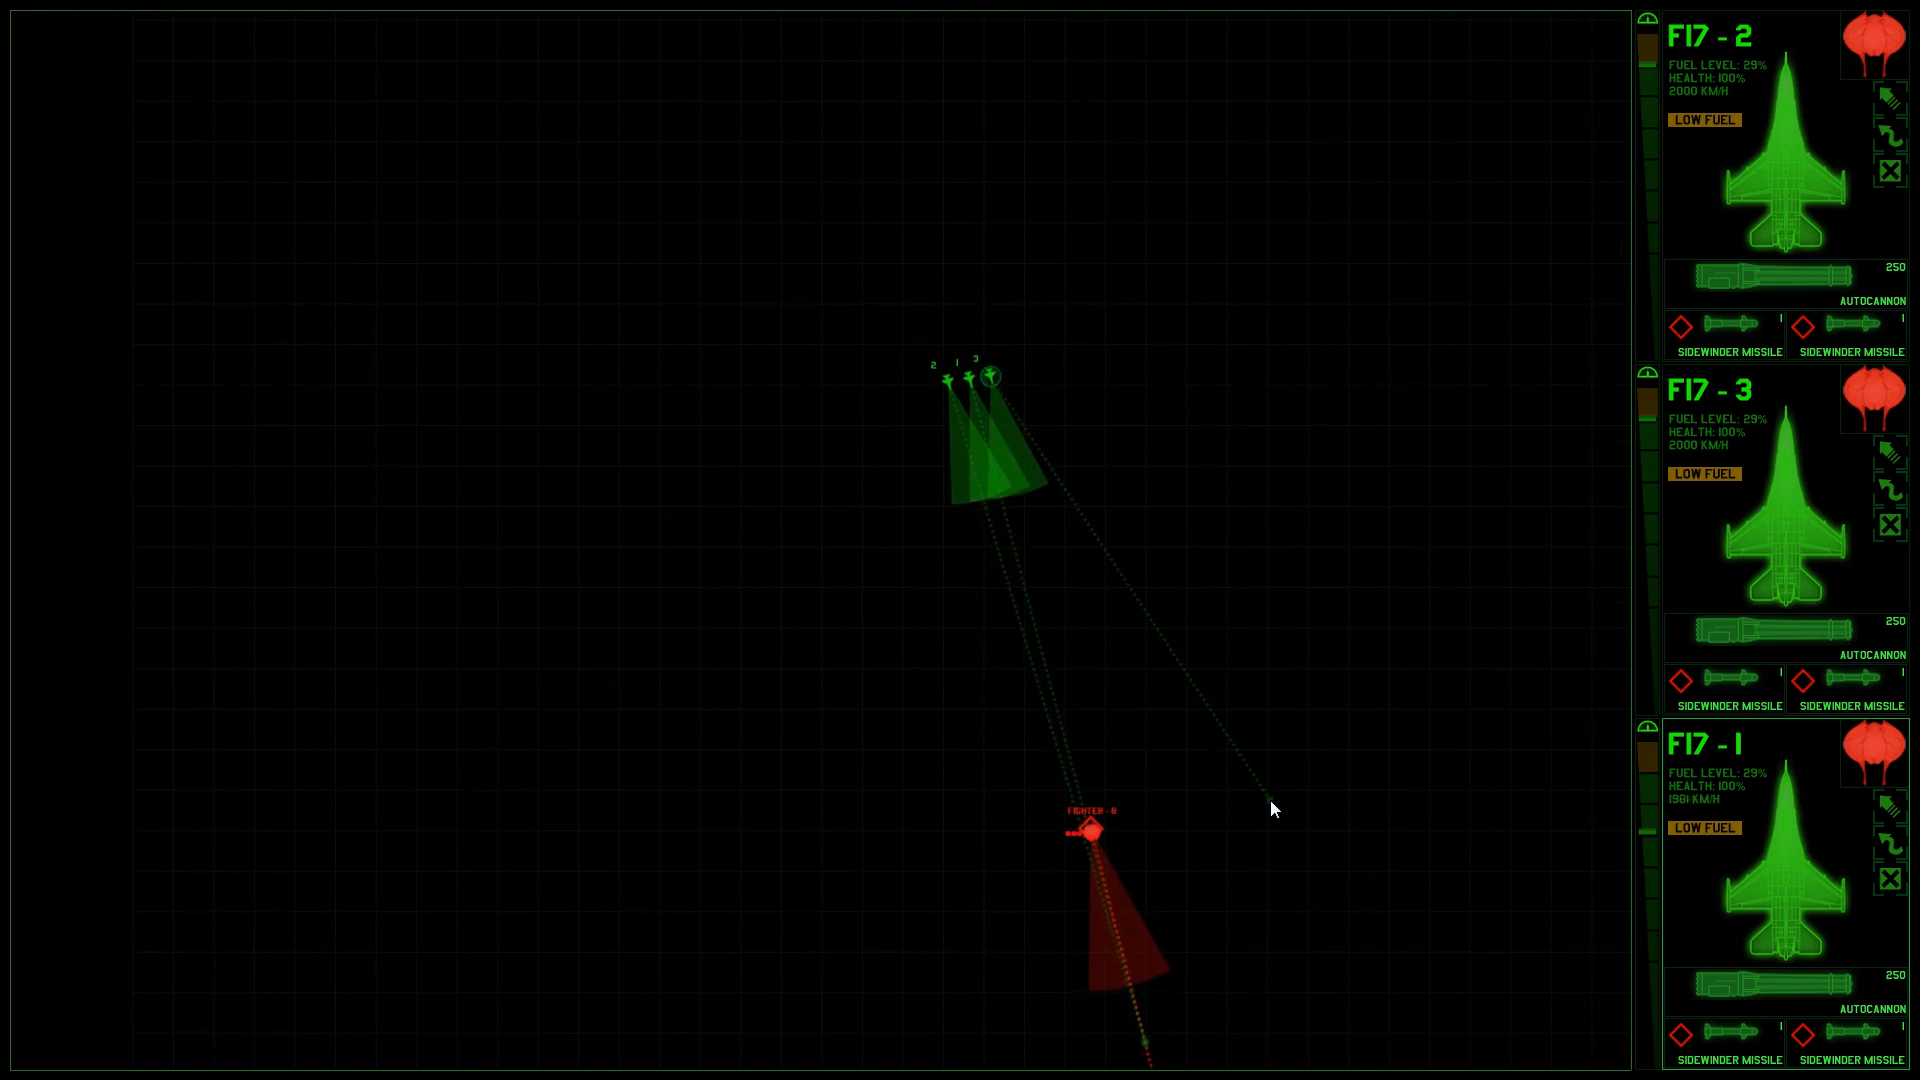 2 1 3
FIGHTER - 6
F17 - 2
FUEL LEVEL: 29%
HEALTH: 100%
2000 KM/H
LOW FUEL
250
AUTOCANNON
1 1
SIDEWINDER MISSILE SIDEWINDER MISSILE
F17 - 3
FUEL LEVEL: 29%
HEALTH: 100%
2000 KM/H
LOW FUEL
250
AUTOCANNON
1 1
SIDEWINDER MISSILE SIDEWINDER MISSILE
F17 - 1
FUEL LEVEL: 29%
HEALTH: 100%
1981 KM/H
LOW FUEL
250
AUTOCANNON
1 1
SIDEWINDER MISSILE SIDEWINDER MISSILE